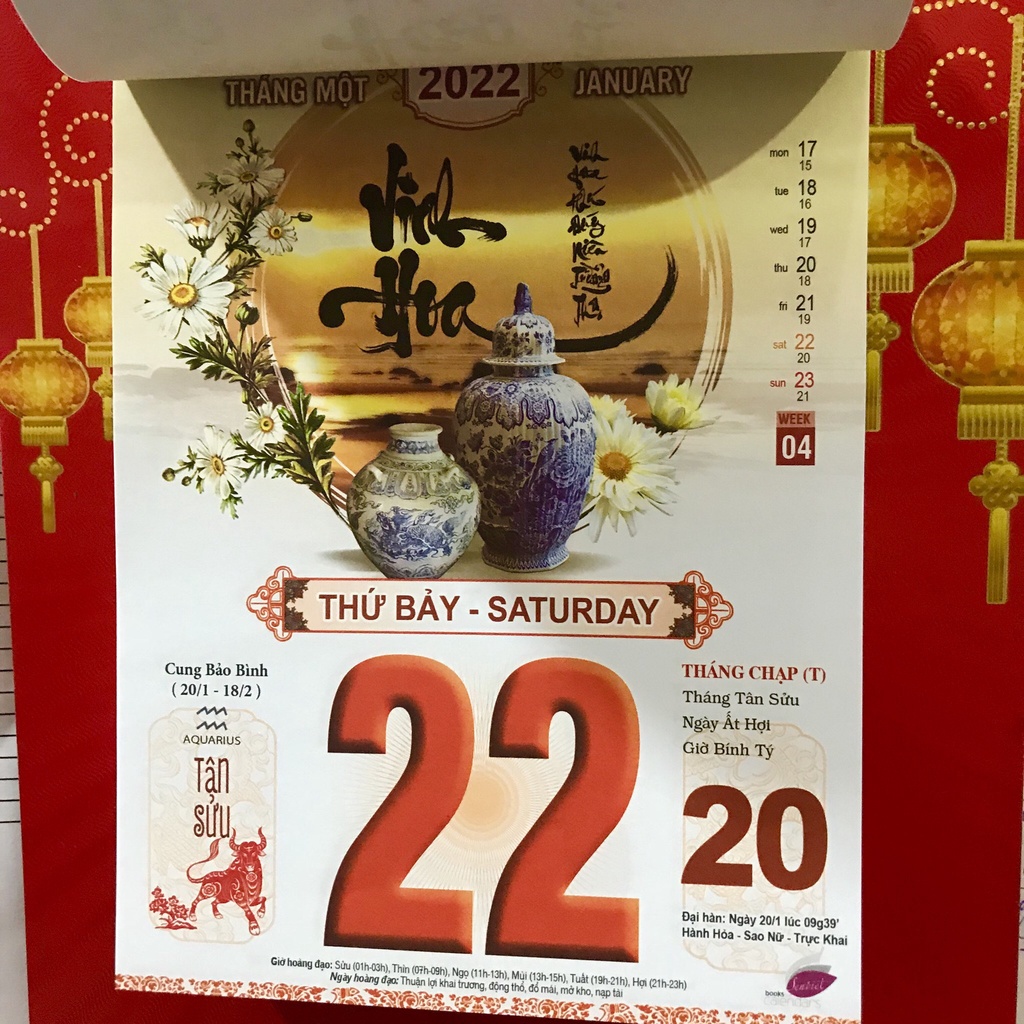 THÁNG MỘT
2022
JANUARY
Vinh
Hoa
mon 17
15
tue 18
16
wed 19
17
thu 20
18
fri 21
19
sat 22
20
sun 23
21
WEEK
04
THỨ BẢY - SATURDAY
Cung Bảo Bình
( 20/1 - 18/2 )
AQUARIUS
Tân
sửu
22
THÁNG CHẠP (T)
Tháng Tân Sửu
Ngày Ất Hợi
Giờ Bính Tý
20
Đại hàn: Ngày 20/1 lúc 09g39'
Hành Hỏa - Sao Nữ - Trực Khai
Giờ hoàng đạo: Sửu (01h-03h), Thìn (07h-09h), Ngọ (11h-13h), Mùi (13h-15h), Tuất (19h-21h), Hợi (21h-23h)
Ngày hoàng đạo: Thuận lợi khai trương, động thổ, đổ mái, mở kho, nạp tài
books
calendars